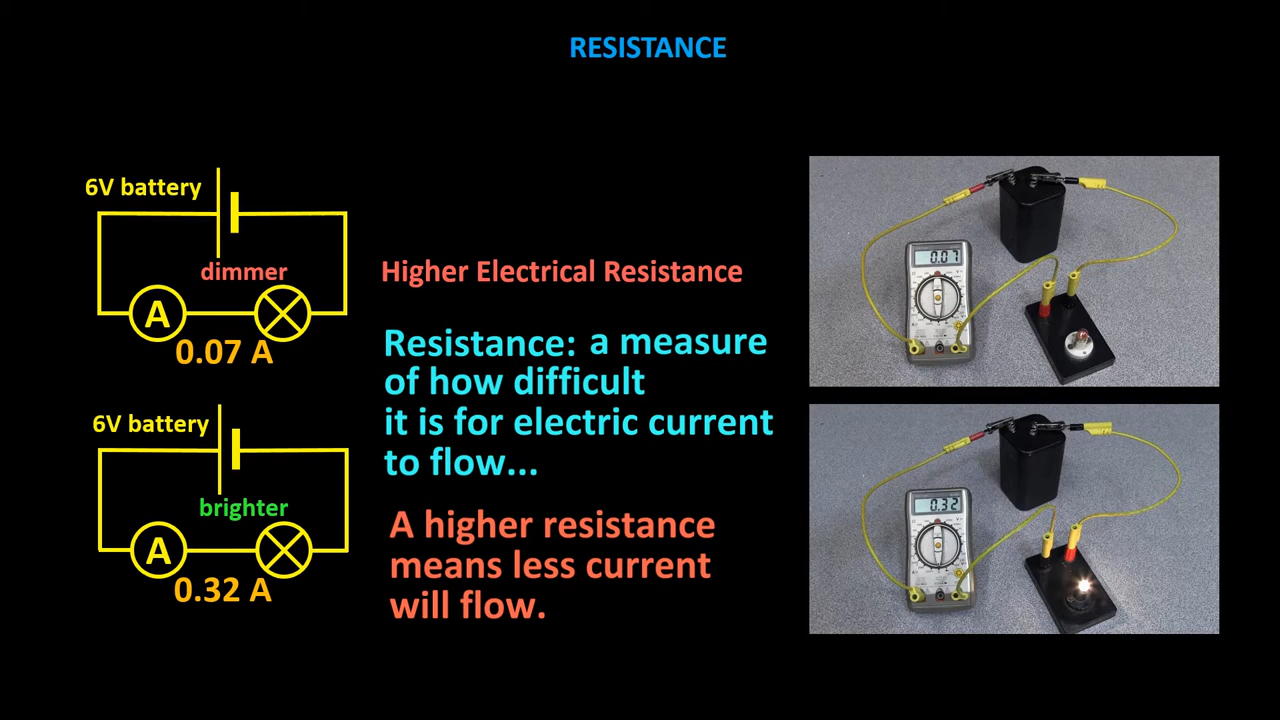 RESISTANCE
6V battery
dimmer
A
0.07 A
6V battery
brighter
A
0.32 A
Higher Electrical Resistance
Resistance: a measure
of how difficult
it is for electric current
to flow...
A higher resistance
means less current
will flow.
0.07
0.32